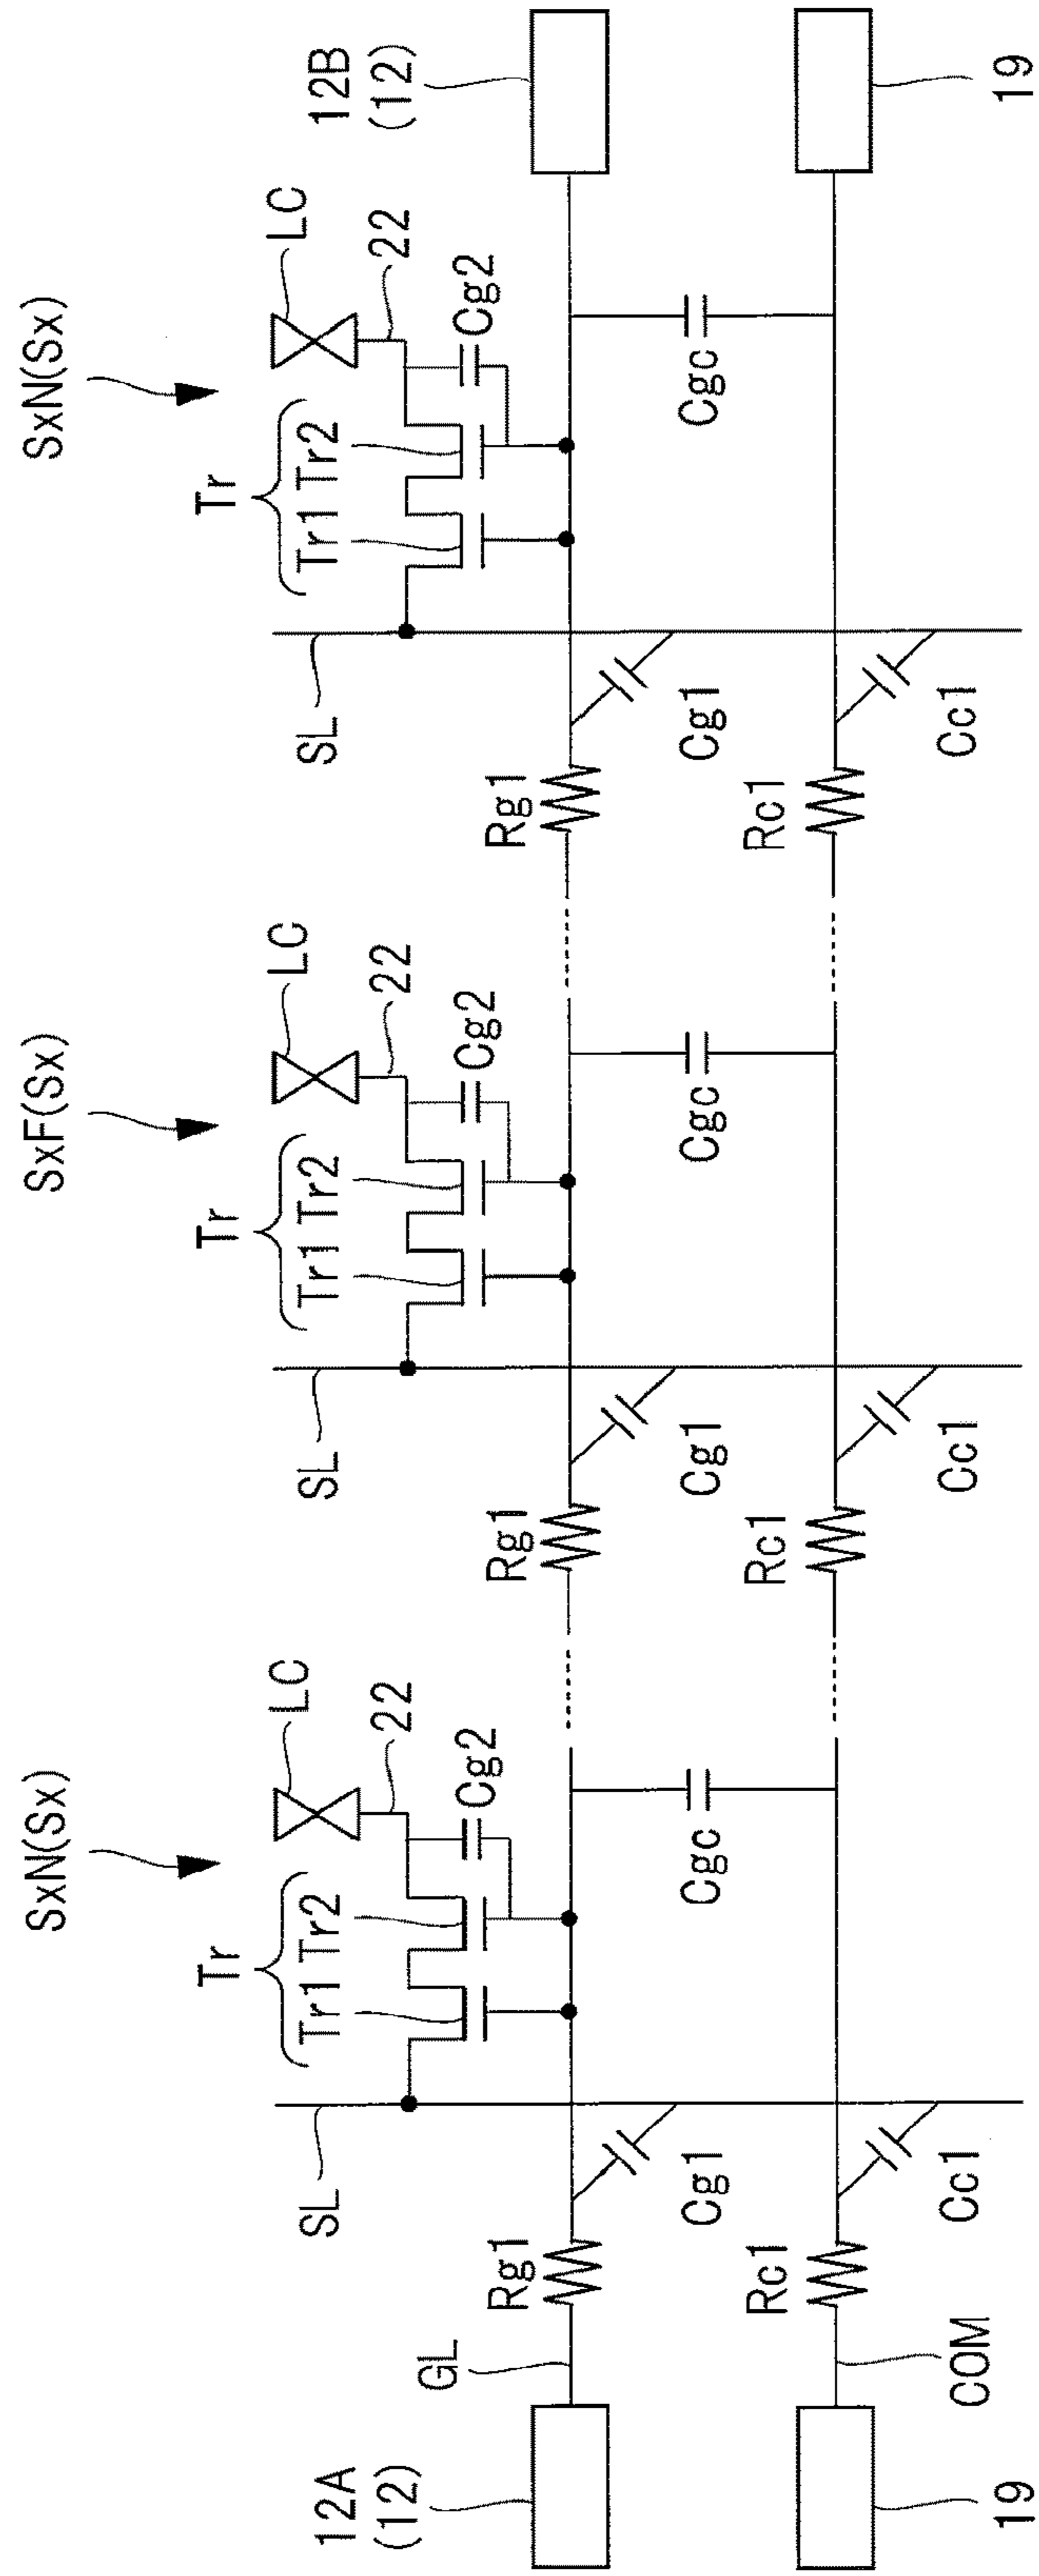 SxN(Sx)
SxF(Sx)
SxN(Sx)
Tr
Tr1 Tr2
LC
22
Cg2
SL
Tr
Tr1 Tr2
LC
22
Cg2
SL
Tr
Tr1 Tr2
LC
22
Cg2
SL
12A
(12)
GL
Rg1
Cg1
Cgc
Rg1
Cg1
Cgc
Rg1
Cg1
Cgc
12B
(12)
19
COM
Rc1
Cc1
Rc1
Cc1
Rc1
Cc1
19